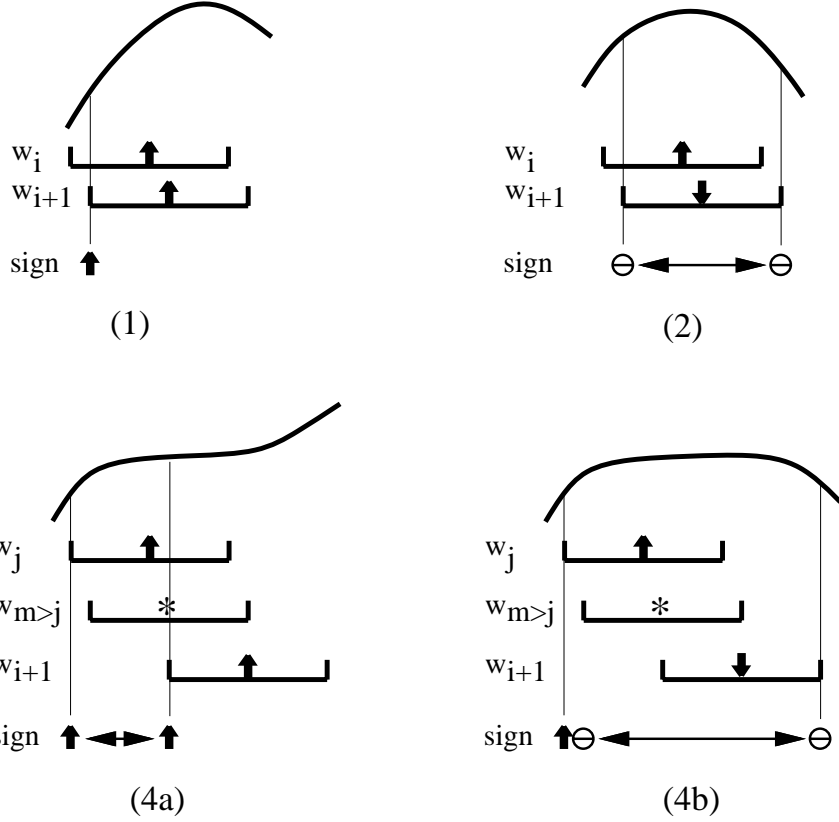 w_i
w_{i+1}
sign
(1)
w_i
w_{i+1}
sign
(2)
w_j
w_{m>j}
*
w_{i+1}
sign
(4a)
w_j
w_{m>j}
*
w_{i+1}
sign
(4b)